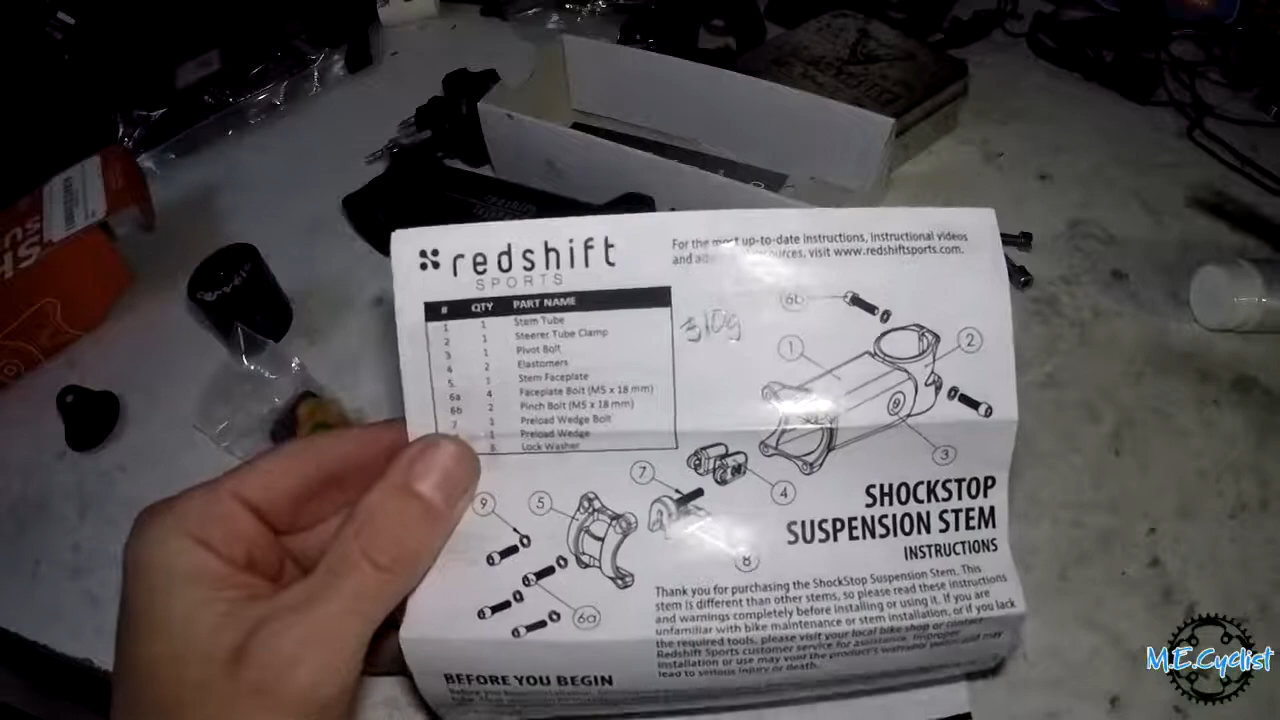 redshift
SPORTS
For the most up-to-date instructions, instructional videos
resources, visit www.redshiftsports.com.
# QTY PART NAME
1 1 Stem Tube
2 1 Steerer Tube Clamp
3 1 Pivot Bolt
4 2 Elastomers
5 1 Stem Faceplate
6a 4 Faceplate Bolt (M5 x 18 mm)
6b 2 Pinch Bolt (M5 x 18 mm)
7 1 Preload Wedge Bolt
1 Preload Wedge
Lock Washer
310g
6b
1
2
3
4
7
5
9
8
6a
SHOCKSTOP
SUSPENSION STEM
INSTRUCTIONS
Thank you for purchasing the ShockStop Suspension Stem. This
stem is different than other stems, so please read these instructions
and warnings completely before installing or using it. If you are
unfamiliar with bike maintenance or stem installation, or if you lack
the required tools, please visit your local bike shop or contact
Redshift Sports customer service for assistance. Improper
installation or use may void the product's warranty and may
lead to serious injury or death.
BEFORE YOU BEGIN
M.E.Cyclist